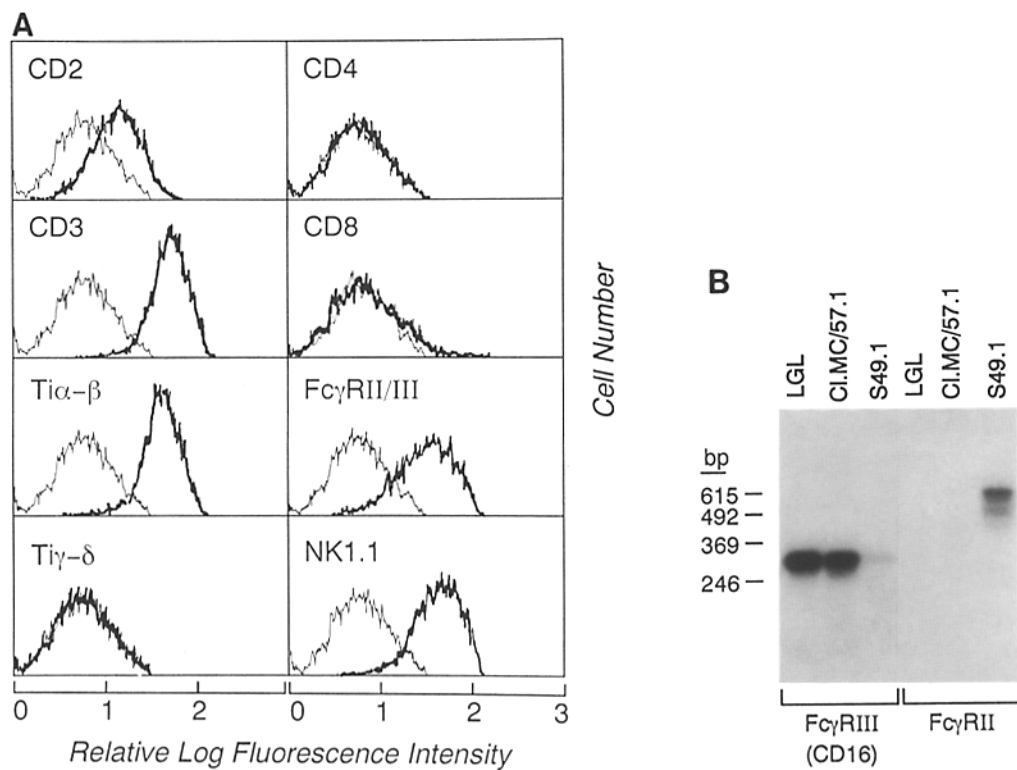 A
CD2
CD4
CD3
CD8
Tiα-β
FcγRII/III
Tiγ-δ
NK1.1
0 1 2
0 1 2 3
Relative Log Fluorescence Intensity
Cell Number
B
LGL
Cl.MC/57.1
S49.1
LGL
Cl.MC/57.1
S49.1
bp
615
492
369
246
FcγRIII
(CD16)
FcγRII